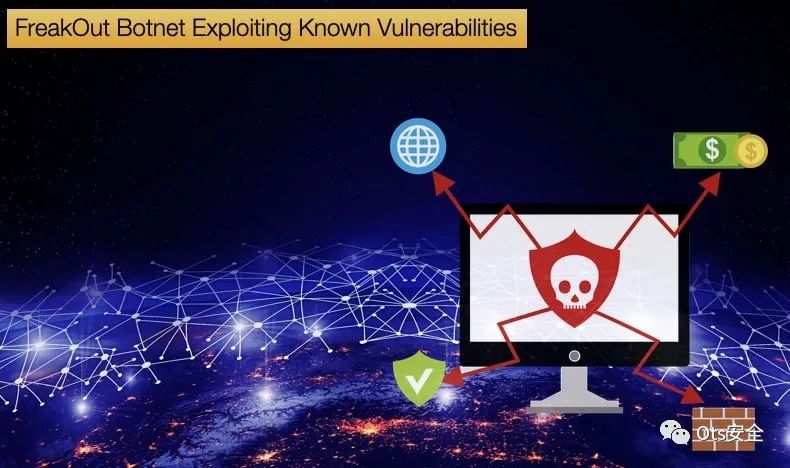 FreakOut Botnet Exploiting Known Vulnerabilities
$
$
Ots安全